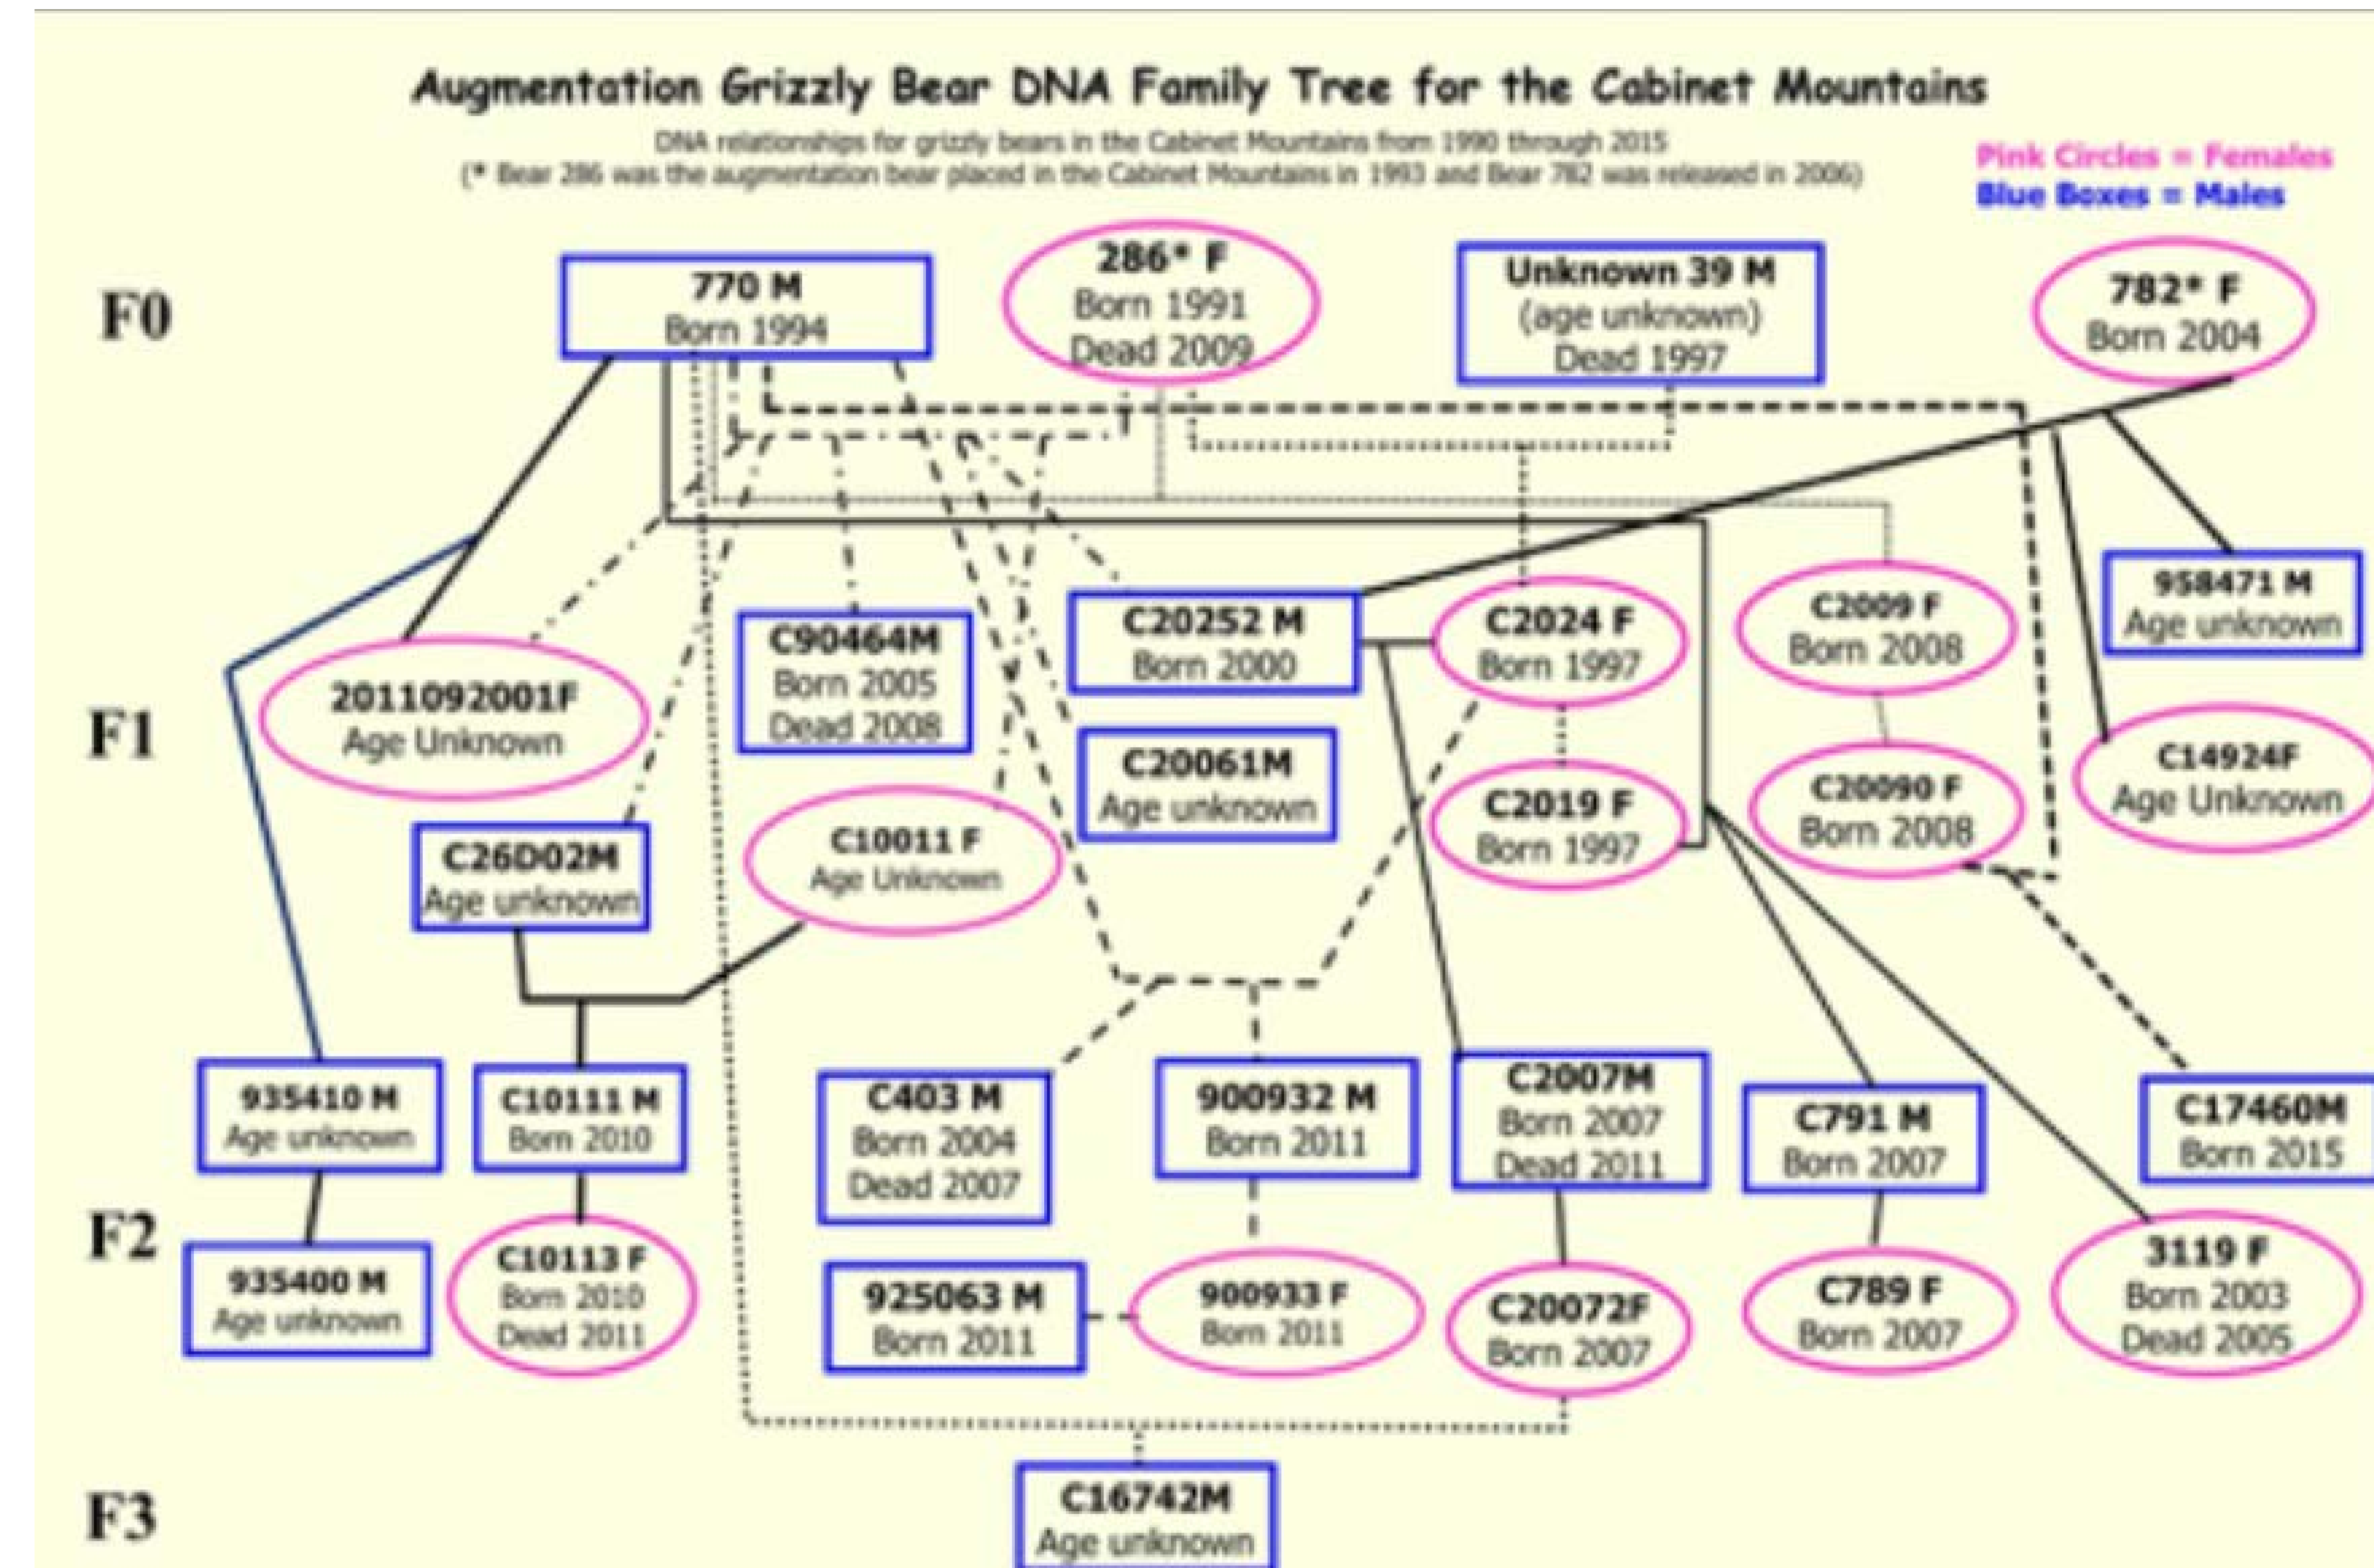 Augmentation Grizzly Bear DNA Family Tree for the Cabinet Mountains
DNA relationships for grizzly bears in the Cabinet Mountains from 1990 through 2015
(* Bear 286 was the augmentation bear placed in the Cabinet Mountains in 1993 and Bear 782 was released in 2006)
Pink Circles = Females
Blue Boxes = Males
F0
770 M
Born 1994
286* F
Born 1991
Dead 2009
Unknown 39 M
(age unknown)
Dead 1997
782* F
Born 2004
F1
2011092001F
Age Unknown
C90464M
Born 2005
Dead 2008
C20252 M
Born 2000
C2024 F
Born 1997
C2009 F
Born 2008
958471 M
Age unknown
C26D02M
Age unknown
C10011 F
Age Unknown
C20061M
Age unknown
C2019 F
Born 1997
C20090 F
Born 2008
C14924F
Age Unknown
F2
935410 M
Age unknown
C10111 M
Born 2010
C403 M
Born 2004
Dead 2007
900932 M
Born 2011
C2007M
Born 2007
Dead 2011
C791 M
Born 2007
C17460M
Born 2015
935400 M
Age unknown
C10113 F
Born 2010
Dead 2011
925063 M
Born 2011
900933 F
Born 2011
C20072F
Born 2007
C789 F
Born 2007
3119 F
Born 2003
Dead 2005
F3
C16742M
Age unknown